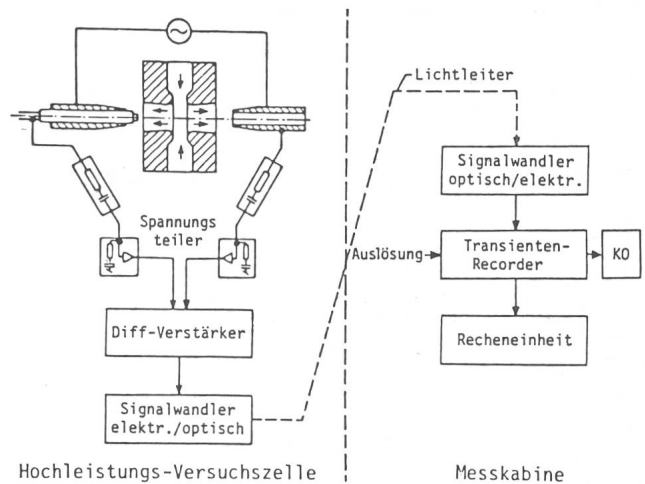 Lichtleiter
Signalwandler
optisch/elektr.
Spannungs
teiler
Auslösung
Transienten-
Recorder
KO
Diff-Verstärker
Recheneinheit
Signalwandler
elektr./optisch
Hochleistungs-Versuchszelle
Messkabine